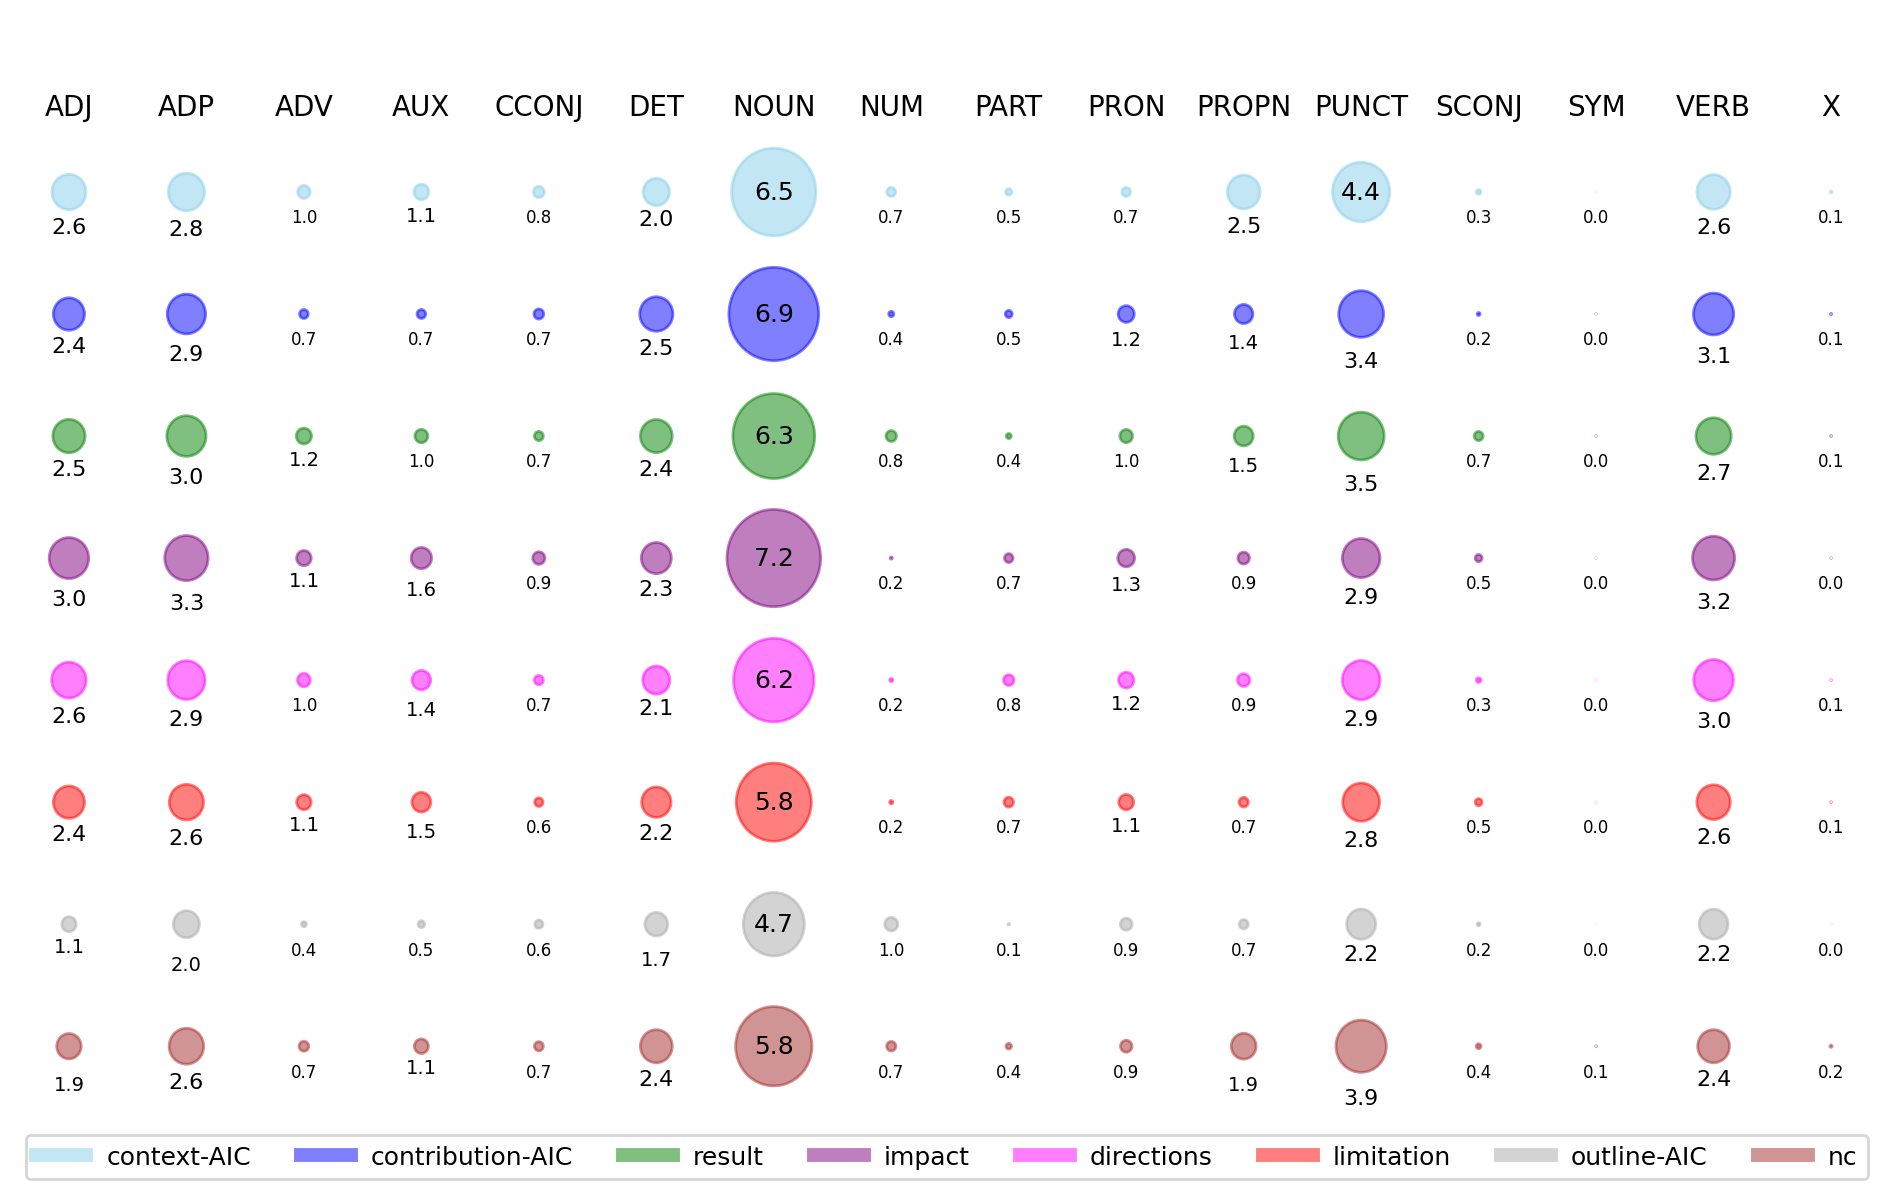 ADJ ADP ADV AUX CCONJ DET NOUN NUM PART PRON PROPN PUNCT SCONJ SYM VERB X
2.6 2.8 1.0 1.1 0.8 2.0 6.5 0.7 0.5 0.7 2.5 4.4 0.3 0.0 2.6 0.1
2.4 2.9 0.7 0.7 0.7 2.5 6.9 0.4 0.5 1.2 1.4 3.4 0.2 0.0 3.1 0.1
2.5 3.0 1.2 1.0 0.7 2.4 6.3 0.8 0.4 1.0 1.5 3.5 0.7 0.0 2.7 0.1
3.0 3.3 1.1 1.6 0.9 2.3 7.2 0.2 0.7 1.3 0.9 2.9 0.5 0.0 3.2 0.0
2.6 2.9 1.0 1.4 0.7 2.1 6.2 0.2 0.8 1.2 0.9 2.9 0.3 0.0 3.0 0.1
2.4 2.6 1.1 1.5 0.6 2.2 5.8 0.2 0.7 1.1 0.7 2.8 0.5 0.0 2.6 0.1
1.1 2.0 0.4 0.5 0.6 1.7 4.7 1.0 0.1 0.9 0.7 2.2 0.2 0.0 2.2 0.0
1.9 2.6 0.7 1.1 0.7 2.4 5.8 0.7 0.4 0.9 1.9 3.9 0.4 0.1 2.4 0.2
context-AIC contribution-AIC result impact directions limitation outline-AIC nc